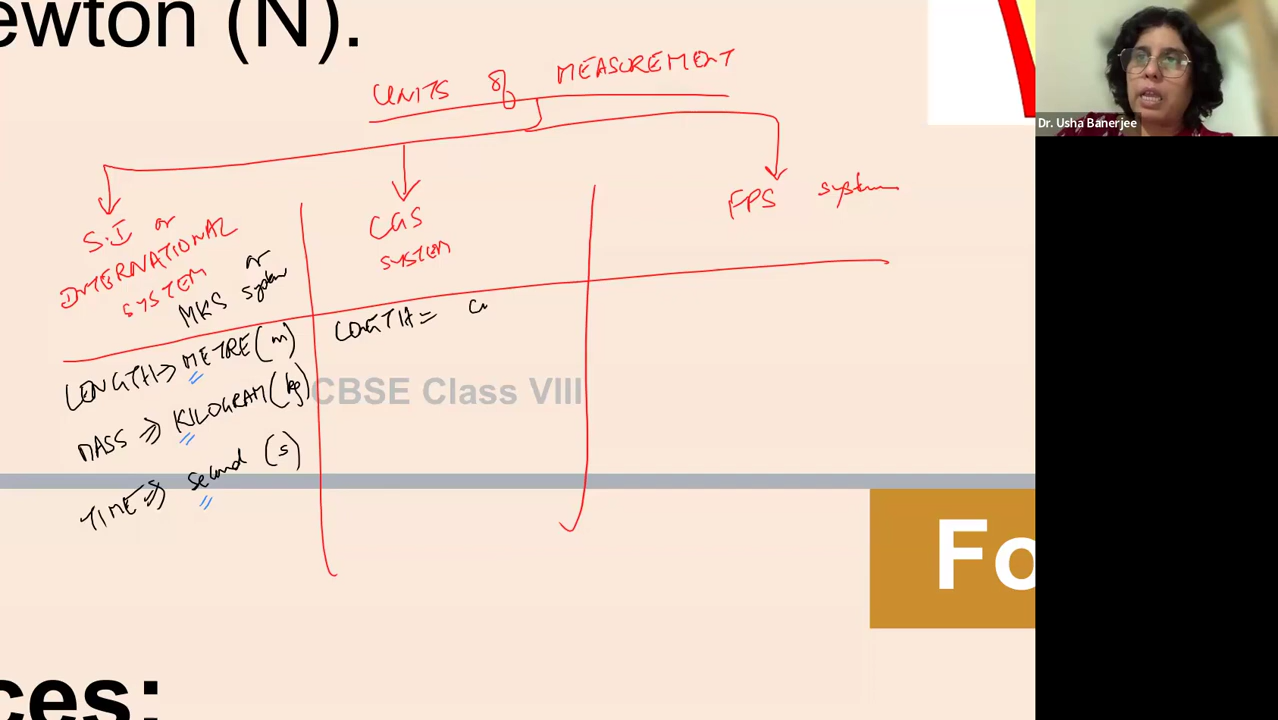 ewton (N).
UNITS of MEASUREMENT
S.I or
INTERNATIONAL
SYSTEM or
MKS system
CGS
SYSTEM
FPS system
LENGTH => METRE (m)
MASS => KILOGRAM (kg)
TIME => second (s)
LENGTH =
CBSE Class VIII
Fo
ces:
Dr. Usha Banerjee